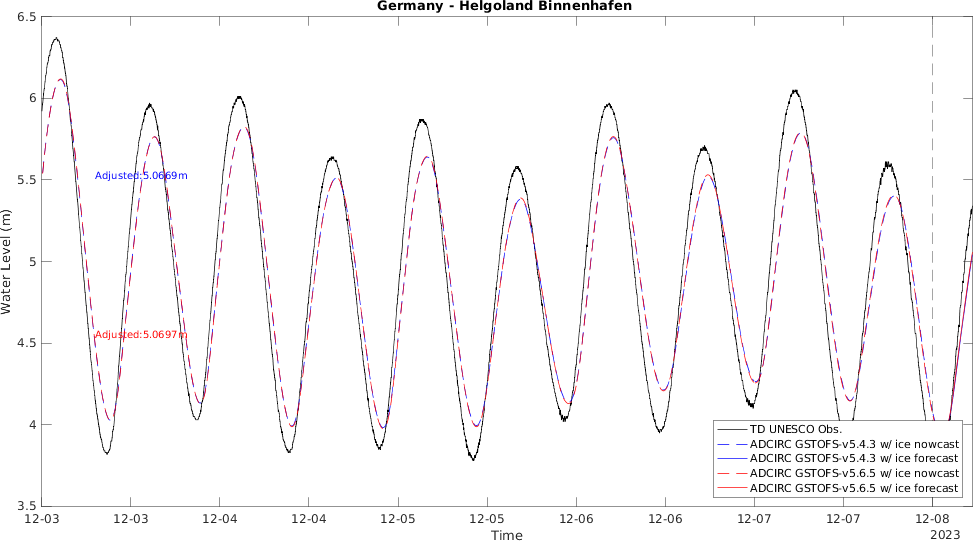 Germany - Helgoland Binnenhafen
6.5
6
5.5
5
4.5
4
3.5
Water Level (m)
Adjusted:5.0669m
Adjusted:5.0697m
TD UNESCO Obs.
ADCIRC GSTOFS-v5.4.3 w/ ice nowcast
ADCIRC GSTOFS-v5.4.3 w/ ice forecast
ADCIRC GSTOFS-v5.6.5 w/ ice nowcast
ADCIRC GSTOFS-v5.6.5 w/ ice forecast
12-03 12-03 12-04 12-04 12-05 12-05 12-06 12-06 12-07 12-07 12-08
Time
2023